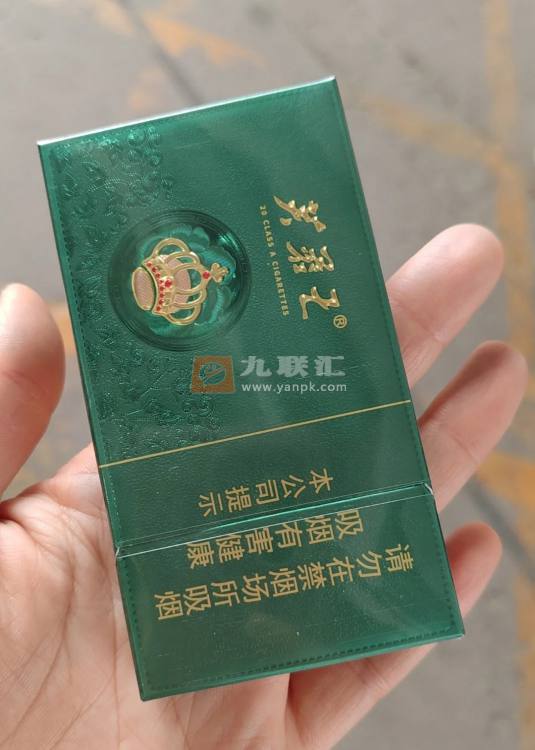 芙蓉王®
20 CLASS A CIGARETTES
九联汇
www.yanpk.com
本公司提示
吸烟有害健康
请勿在禁烟场所吸烟